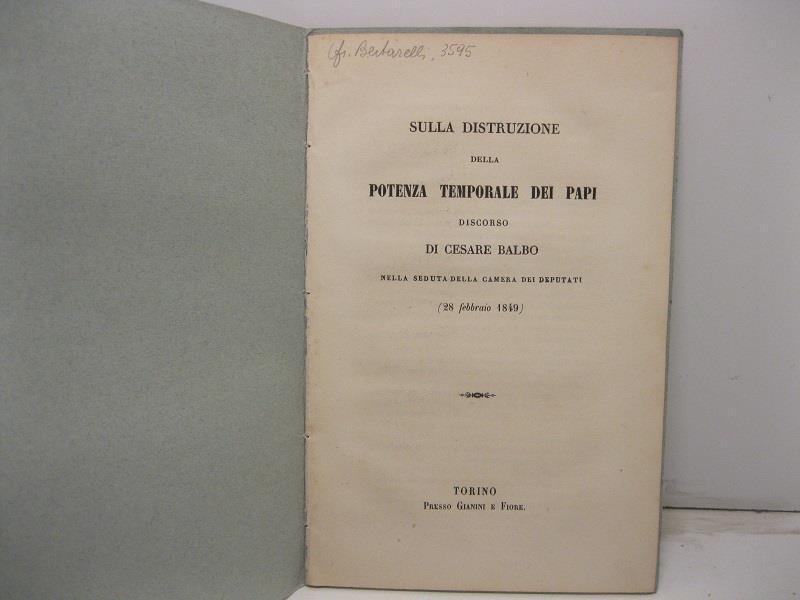 Cfr. Bertarelli, 3595
SULLA DISTRUZIONE
DELLA
POTENZA TEMPORALE DEI PAPI
DISCORSO
DI CESARE BALBO
NELLA SEDUTA DELLA CAMERA DEI DEPUTATI
(28 febbraio 1849)
TORINO
PRESSO GIANINI E FIORE.